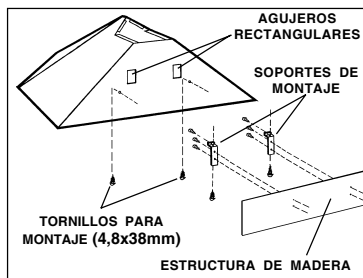 AGUJEROS
RECTANGULARES
SOPORTES DE
MONTAJE
TORNILLOS PARA
MONTAJE (4,8x38mm)
ESTRUCTURA DE MADERA